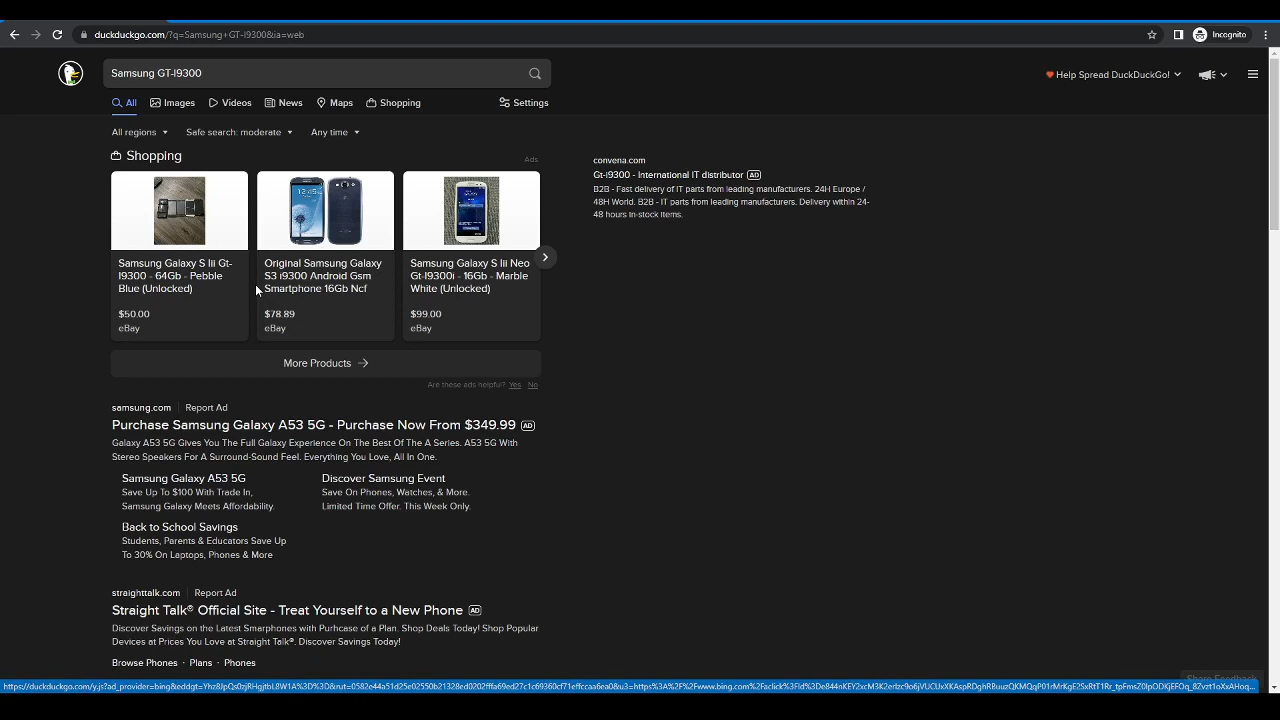 duckduckgo.com/?q=Samsung+GT-I9300&ia=web
Incognito
Samsung GT-I9300
Help Spread DuckDuckGo!
All Images Videos News Maps Shopping Settings
All regions Safe search: moderate Any time
Shopping
Ads
Samsung Galaxy S Iii Gt-
I9300 - 64Gb - Pebble
Blue (Unlocked)
$50.00
eBay
Original Samsung Galaxy
S3 i9300 Android Gsm
Smartphone 16Gb Ncf
$78.89
eBay
Samsung Galaxy S Iii Neo
Gt-I9300i - 16Gb - Marble
White (Unlocked)
$99.00
eBay
More Products
Are these ads helpful? Yes No
convena.com
Gt-i9300 - International IT distributor AD
B2B - Fast delivery of IT parts from leading manufacturers. 24H Europe /
48H World. B2B - IT parts from leading manufacturers. Delivery within 24-
48 hours in-stock items.
samsung.com Report Ad
Purchase Samsung Galaxy A53 5G - Purchase Now From $349.99 AD
Galaxy A53 5G Gives You The Full Galaxy Experience On The Best Of The A Series. A53 5G With
Stereo Speakers For A Surround-Sound Feel. Everything You Love, All In One.
Samsung Galaxy A53 5G
Save Up To $100 With Trade In,
Samsung Galaxy Meets Affordability.
Discover Samsung Event
Save On Phones, Watches, & More.
Limited Time Offer. This Week Only.
Back to School Savings
Students, Parents & Educators Save Up
To 30% On Laptops, Phones & More
straighttalk.com Report Ad
Straight Talk® Official Site - Treat Yourself to a New Phone AD
Discover Savings on the Latest Smarphones with Purhcase of a Plan. Shop Deals Today! Shop Popular
Devices at Prices You Love at Straight Talk®. Discover Savings Today!
Browse Phones · Plans · Phones
Share Feedback